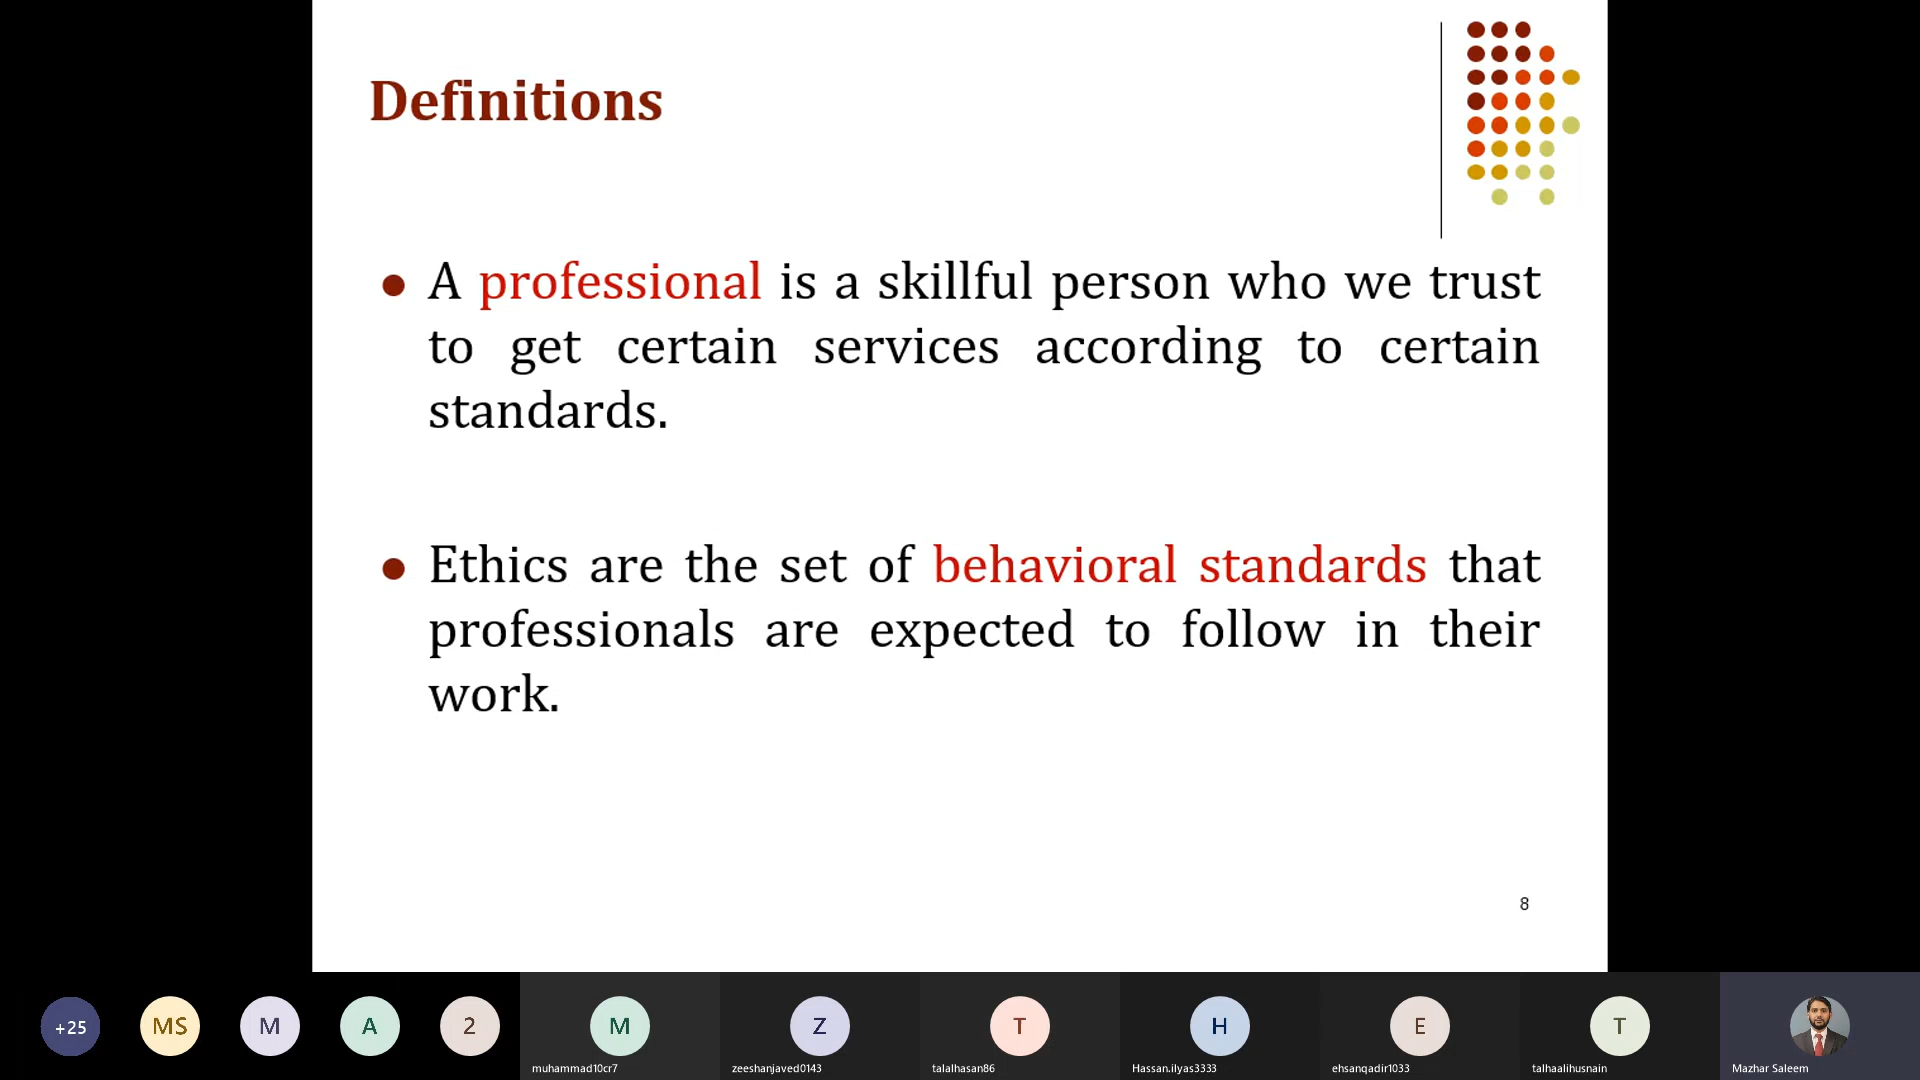 Definitions
A professional is a skillful person who we trust
to get certain services according to certain
standards.
Ethics are the set of behavioral standards that
professionals are expected to follow in their
work.
8
+25
MS
M
A
2
M
Z
T
H
E
T
muhammad10cr7
zeeshanjaved0143
talalhasan86
Hassan.ilyas3333
ehsanqadir1033
talhaalihusnain
Mazhar Saleem